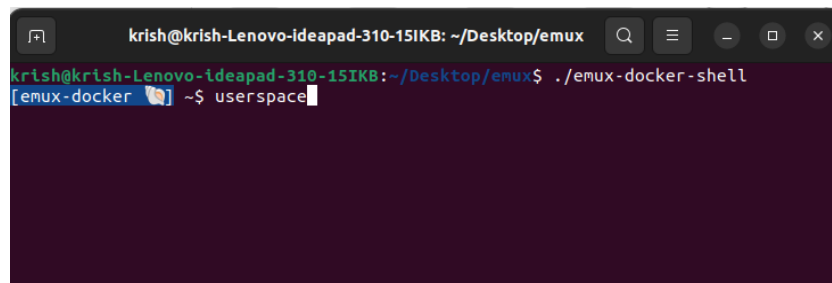 krish@krish-Lenovo-ideapad-310-15IKB: ~/Desktop/emux
krish@krish-Lenovo-ideapad-310-15IKB:~/Desktop/emux$ ./emux-docker-shell
[emux-docker 🐚] ~$ userspace